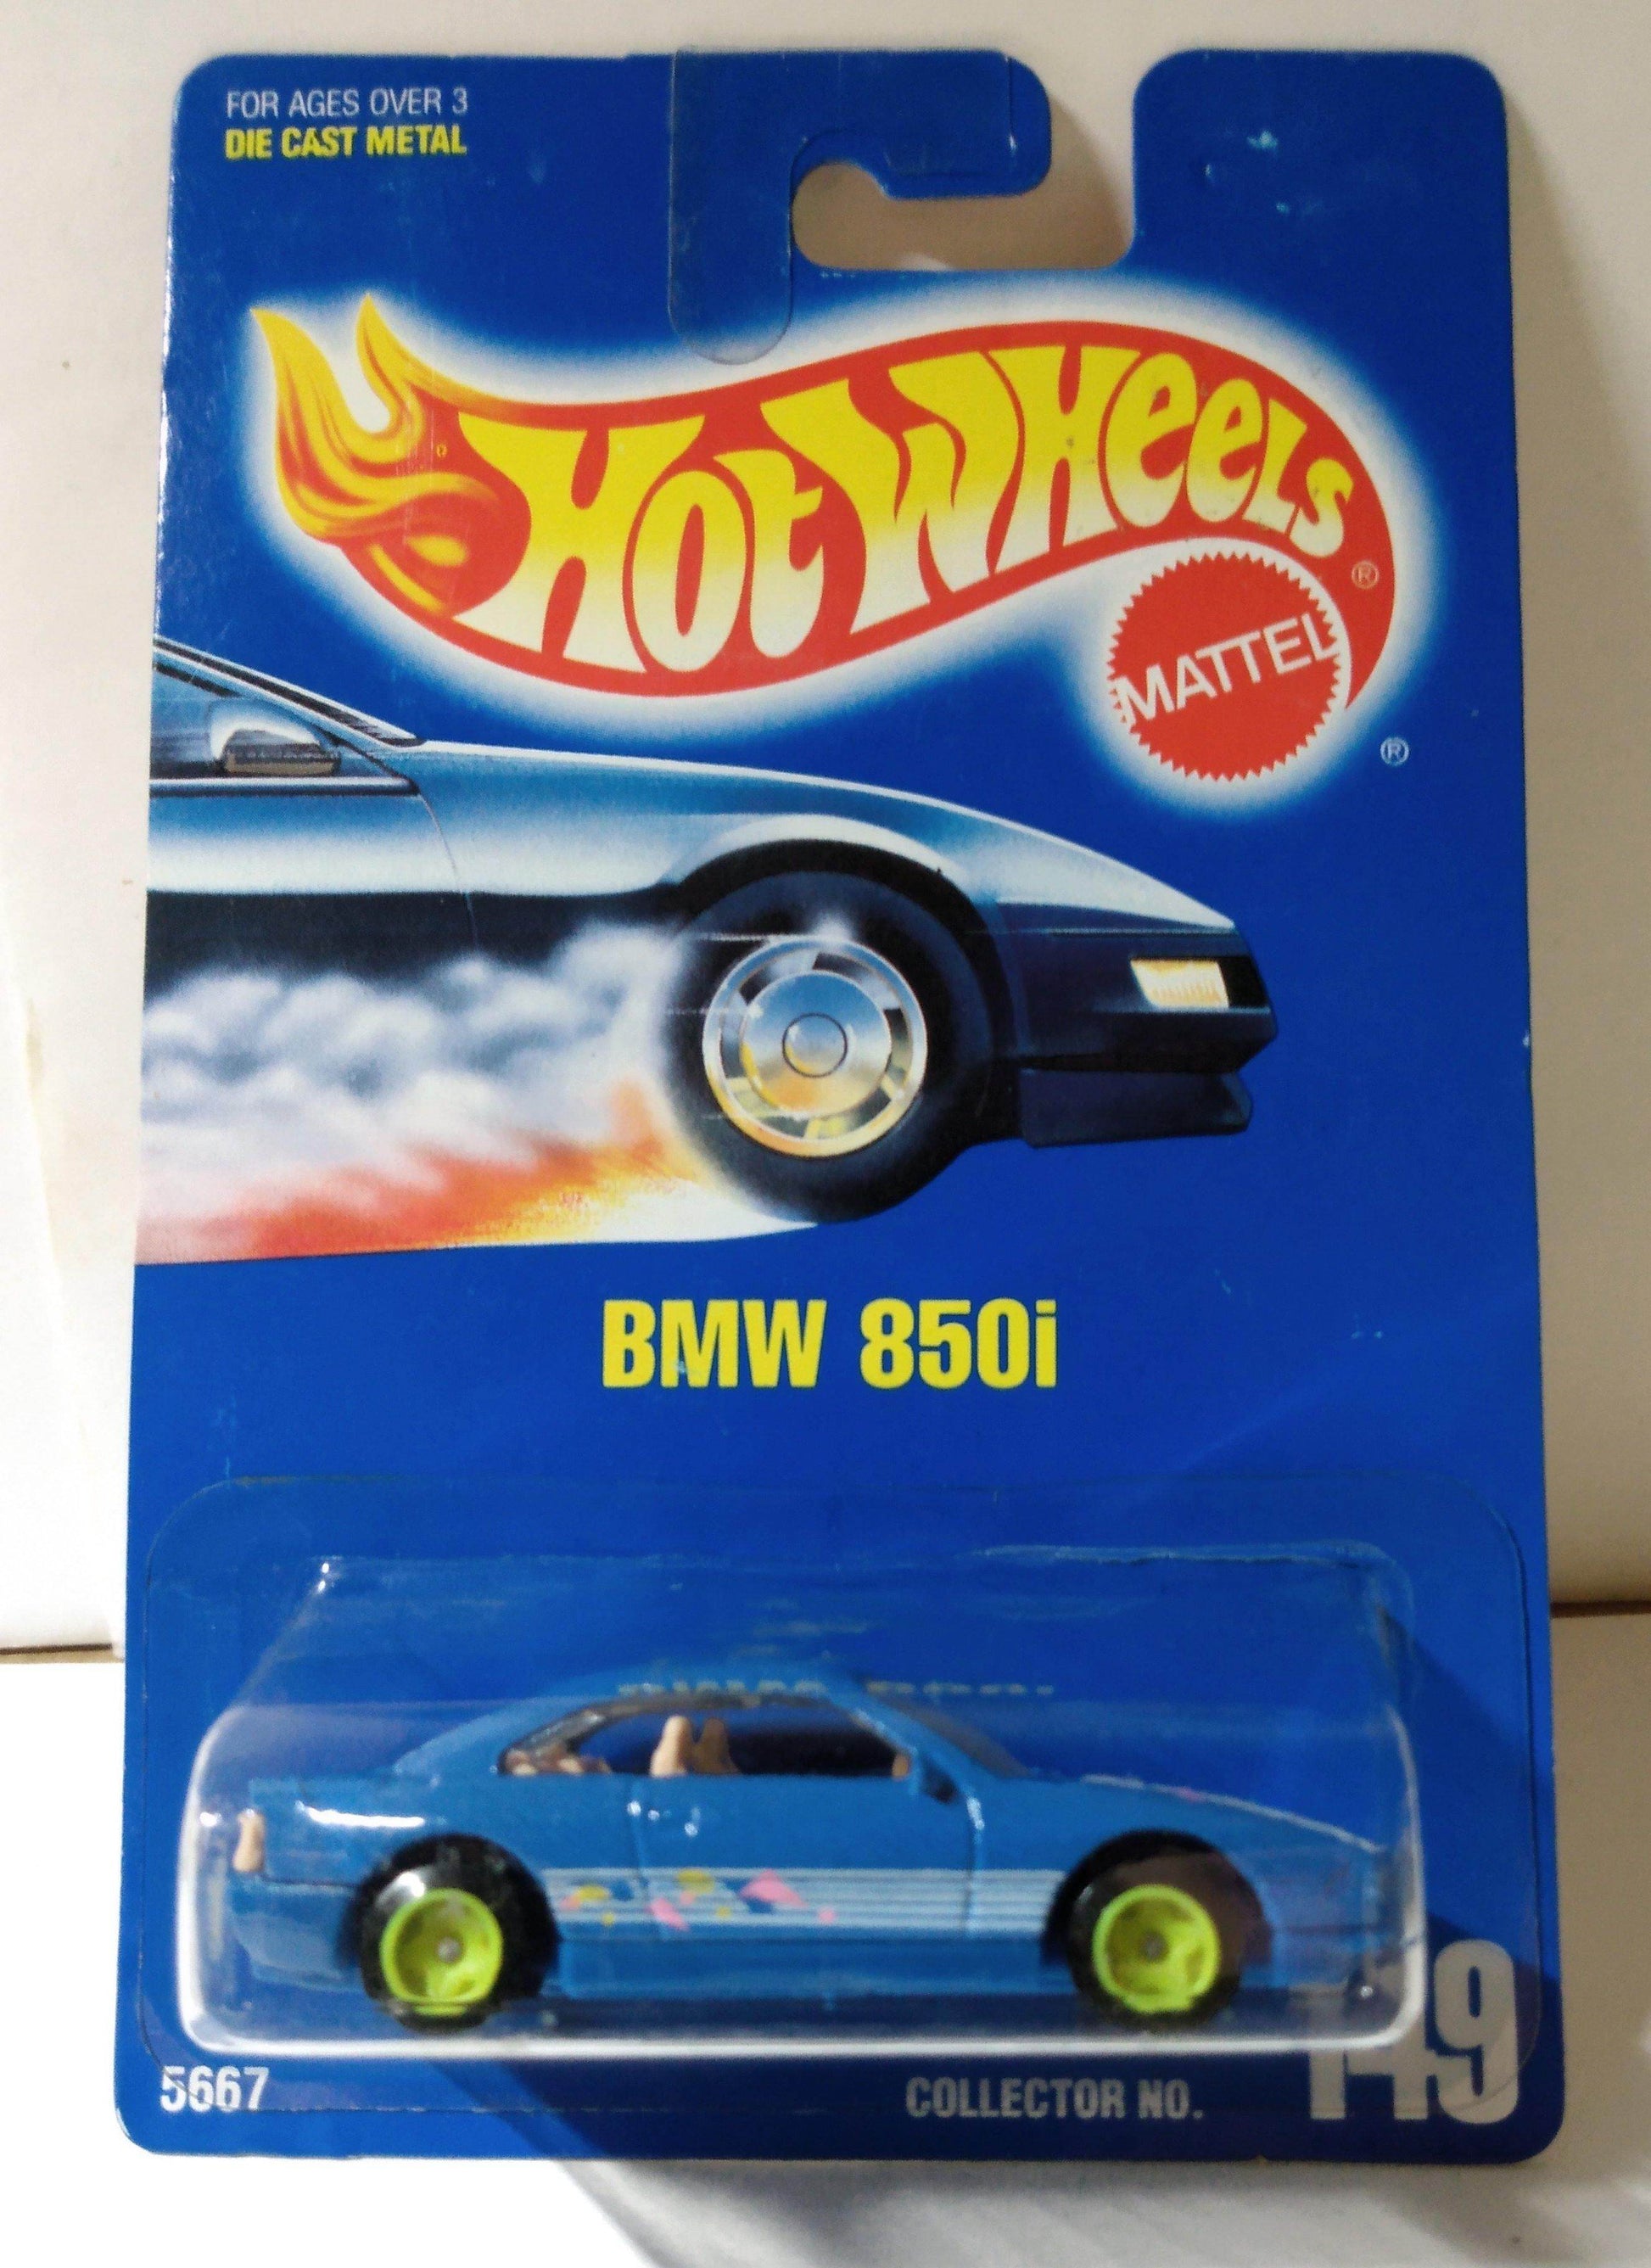 FOR AGES OVER 3
DIE CAST METAL
Hot Wheels ®
MATTEL
®
BMW 850i
5667
COLLECTOR NO. 149